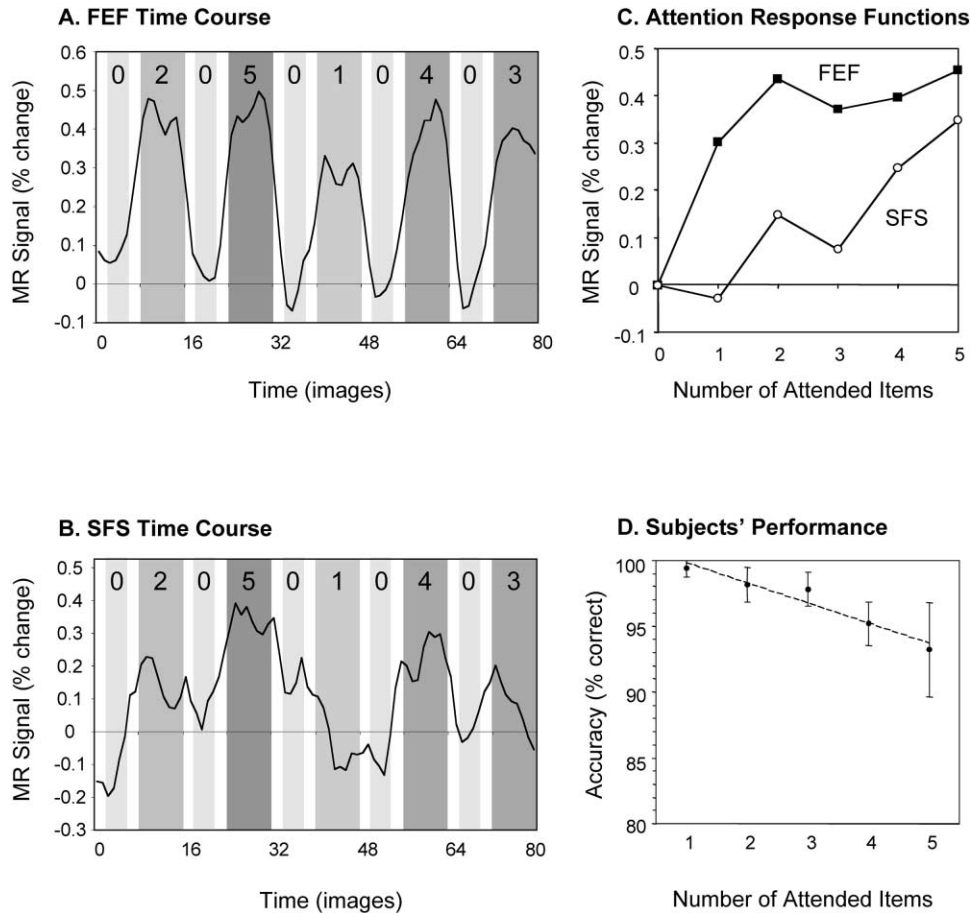 A. FEF Time Course
MR Signal (% change)
0.6
0.5
0.4
0.3
0.2
0.1
0
-0.1
0 2 0 5 0 1 0 4 0 3
0 16 32 48 64 80
Time (images)
C. Attention Response Functions
MR Signal (% change)
0.5
0.4
0.3
0.2
0.1
0
-0.1
FEF
SFS
0 1 2 3 4 5
Number of Attended Items
B. SFS Time Course
MR Signal (% change)
0.5
0.4
0.3
0.2
0.1
0
-0.1
-0.2
-0.3
0 2 0 5 0 1 0 4 0 3
0 16 32 48 64 80
Time (images)
D. Subjects’ Performance
Accuracy (% correct)
100
95
90
85
80
1 2 3 4 5
Number of Attended Items